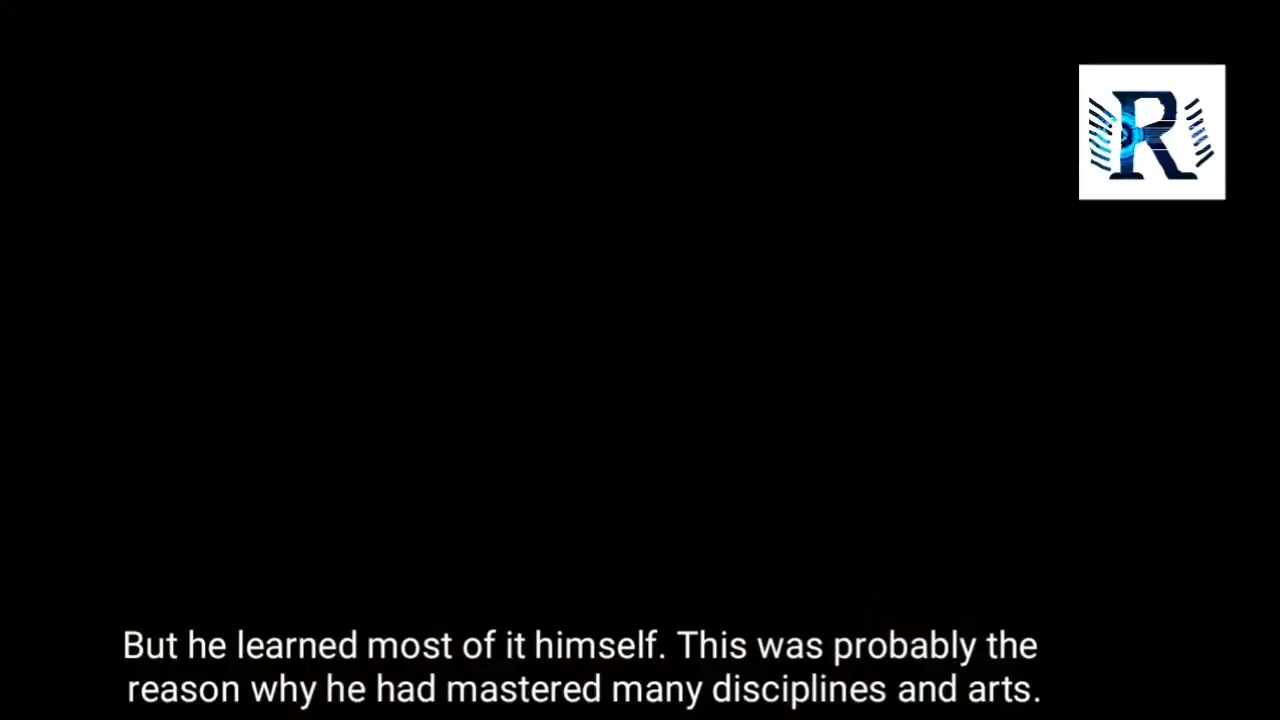 R
But he learned most of it himself. This was probably the
reason why he had mastered many disciplines and arts.